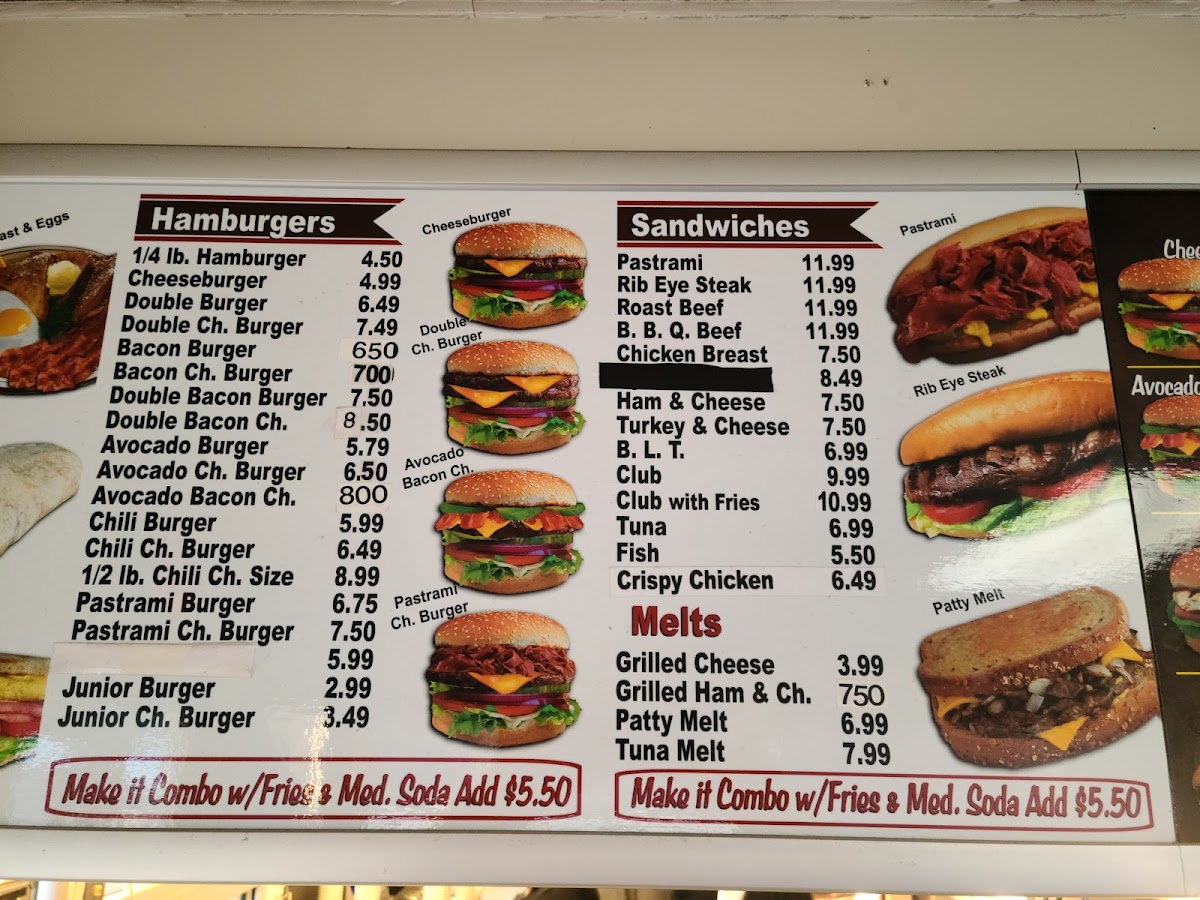 ast & Eggs
Hamburgers
1/4 lb. Hamburger 4.50
Cheeseburger 4.99
Double Burger 6.49
Double Ch. Burger 7.49
Bacon Burger 650
Bacon Ch. Burger 700
Double Bacon Burger 7.50
Double Bacon Ch. 8.50
Avocado Burger 5.79
Avocado Ch. Burger 6.50
Avocado Bacon Ch. 800
Chili Burger 5.99
Chili Ch. Burger 6.49
1/2 lb. Chili Ch. Size 8.99
Pastrami Burger 6.75
Pastrami Ch. Burger 7.50
5.99
Junior Burger 2.99
Junior Ch. Burger 3.49
Make it Combo w/Fries & Med. Soda Add $5.50
Cheeseburger
Double
Ch. Burger
Avocado
Bacon Ch.
Pastrami
Ch. Burger
Sandwiches
Pastrami 11.99
Rib Eye Steak 11.99
Roast Beef 11.99
B. B. Q. Beef 11.99
Chicken Breast 7.50
8.49
Ham & Cheese 7.50
Turkey & Cheese 7.50
B. L. T. 6.99
Club 9.99
Club with Fries 10.99
Tuna 6.99
Fish 5.50
Crispy Chicken 6.49
Melts
Grilled Cheese 3.99
Grilled Ham & Ch. 750
Patty Melt 6.99
Tuna Melt 7.99
Make it Combo w/Fries & Med. Soda Add $5.50
Pastrami
Rib Eye Steak
Patty Melt
Chee
Avocado